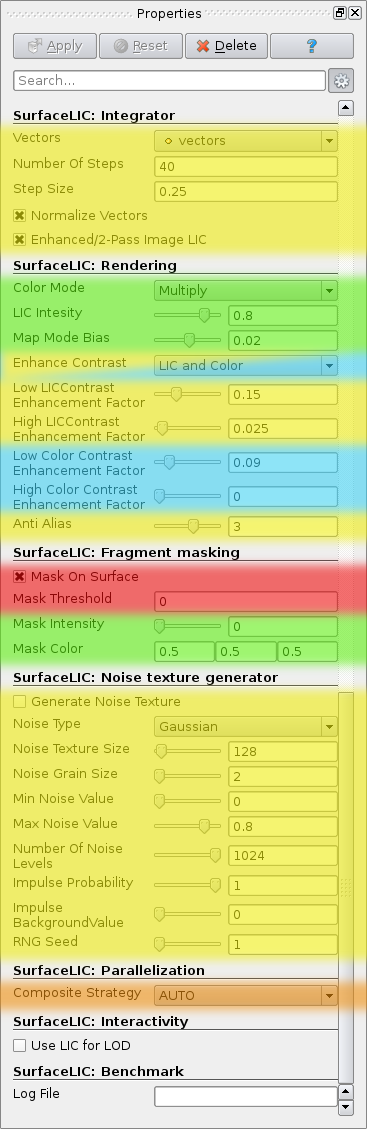 Properties
Apply Reset Delete ?
Search...
SurfaceLIC: Integrator
Vectors vectors
Number Of Steps 40
Step Size 0.25
Normalize Vectors
Enhanced/2-Pass Image LIC
SurfaceLIC: Rendering
Color Mode Multiply
LIC Intesity 0.8
Map Mode Bias 0.02
Enhance Contrast LIC and Color
Low LICContrast
Enhancement Factor 0.15
High LICContrast
Enhancement Factor 0.025
Low Color Contrast
Enhancement Factor 0.09
High Color Contrast
Enhancement Factor 0
Anti Alias 3
SurfaceLIC: Fragment masking
Mask On Surface
Mask Threshold 0
Mask Intensity 0
Mask Color 0.5 0.5 0.5
SurfaceLIC: Noise texture generator
Generate Noise Texture
Noise Type Gaussian
Noise Texture Size 128
Noise Grain Size 2
Min Noise Value 0
Max Noise Value 0.8
Number Of Noise
Levels 1024
Impulse Probability 1
Impulse
BackgroundValue 0
RNG Seed 1
SurfaceLIC: Parallelization
Composite Strategy AUTO
SurfaceLIC: Interactivity
Use LIC for LOD
SurfaceLIC: Benchmark
Log File